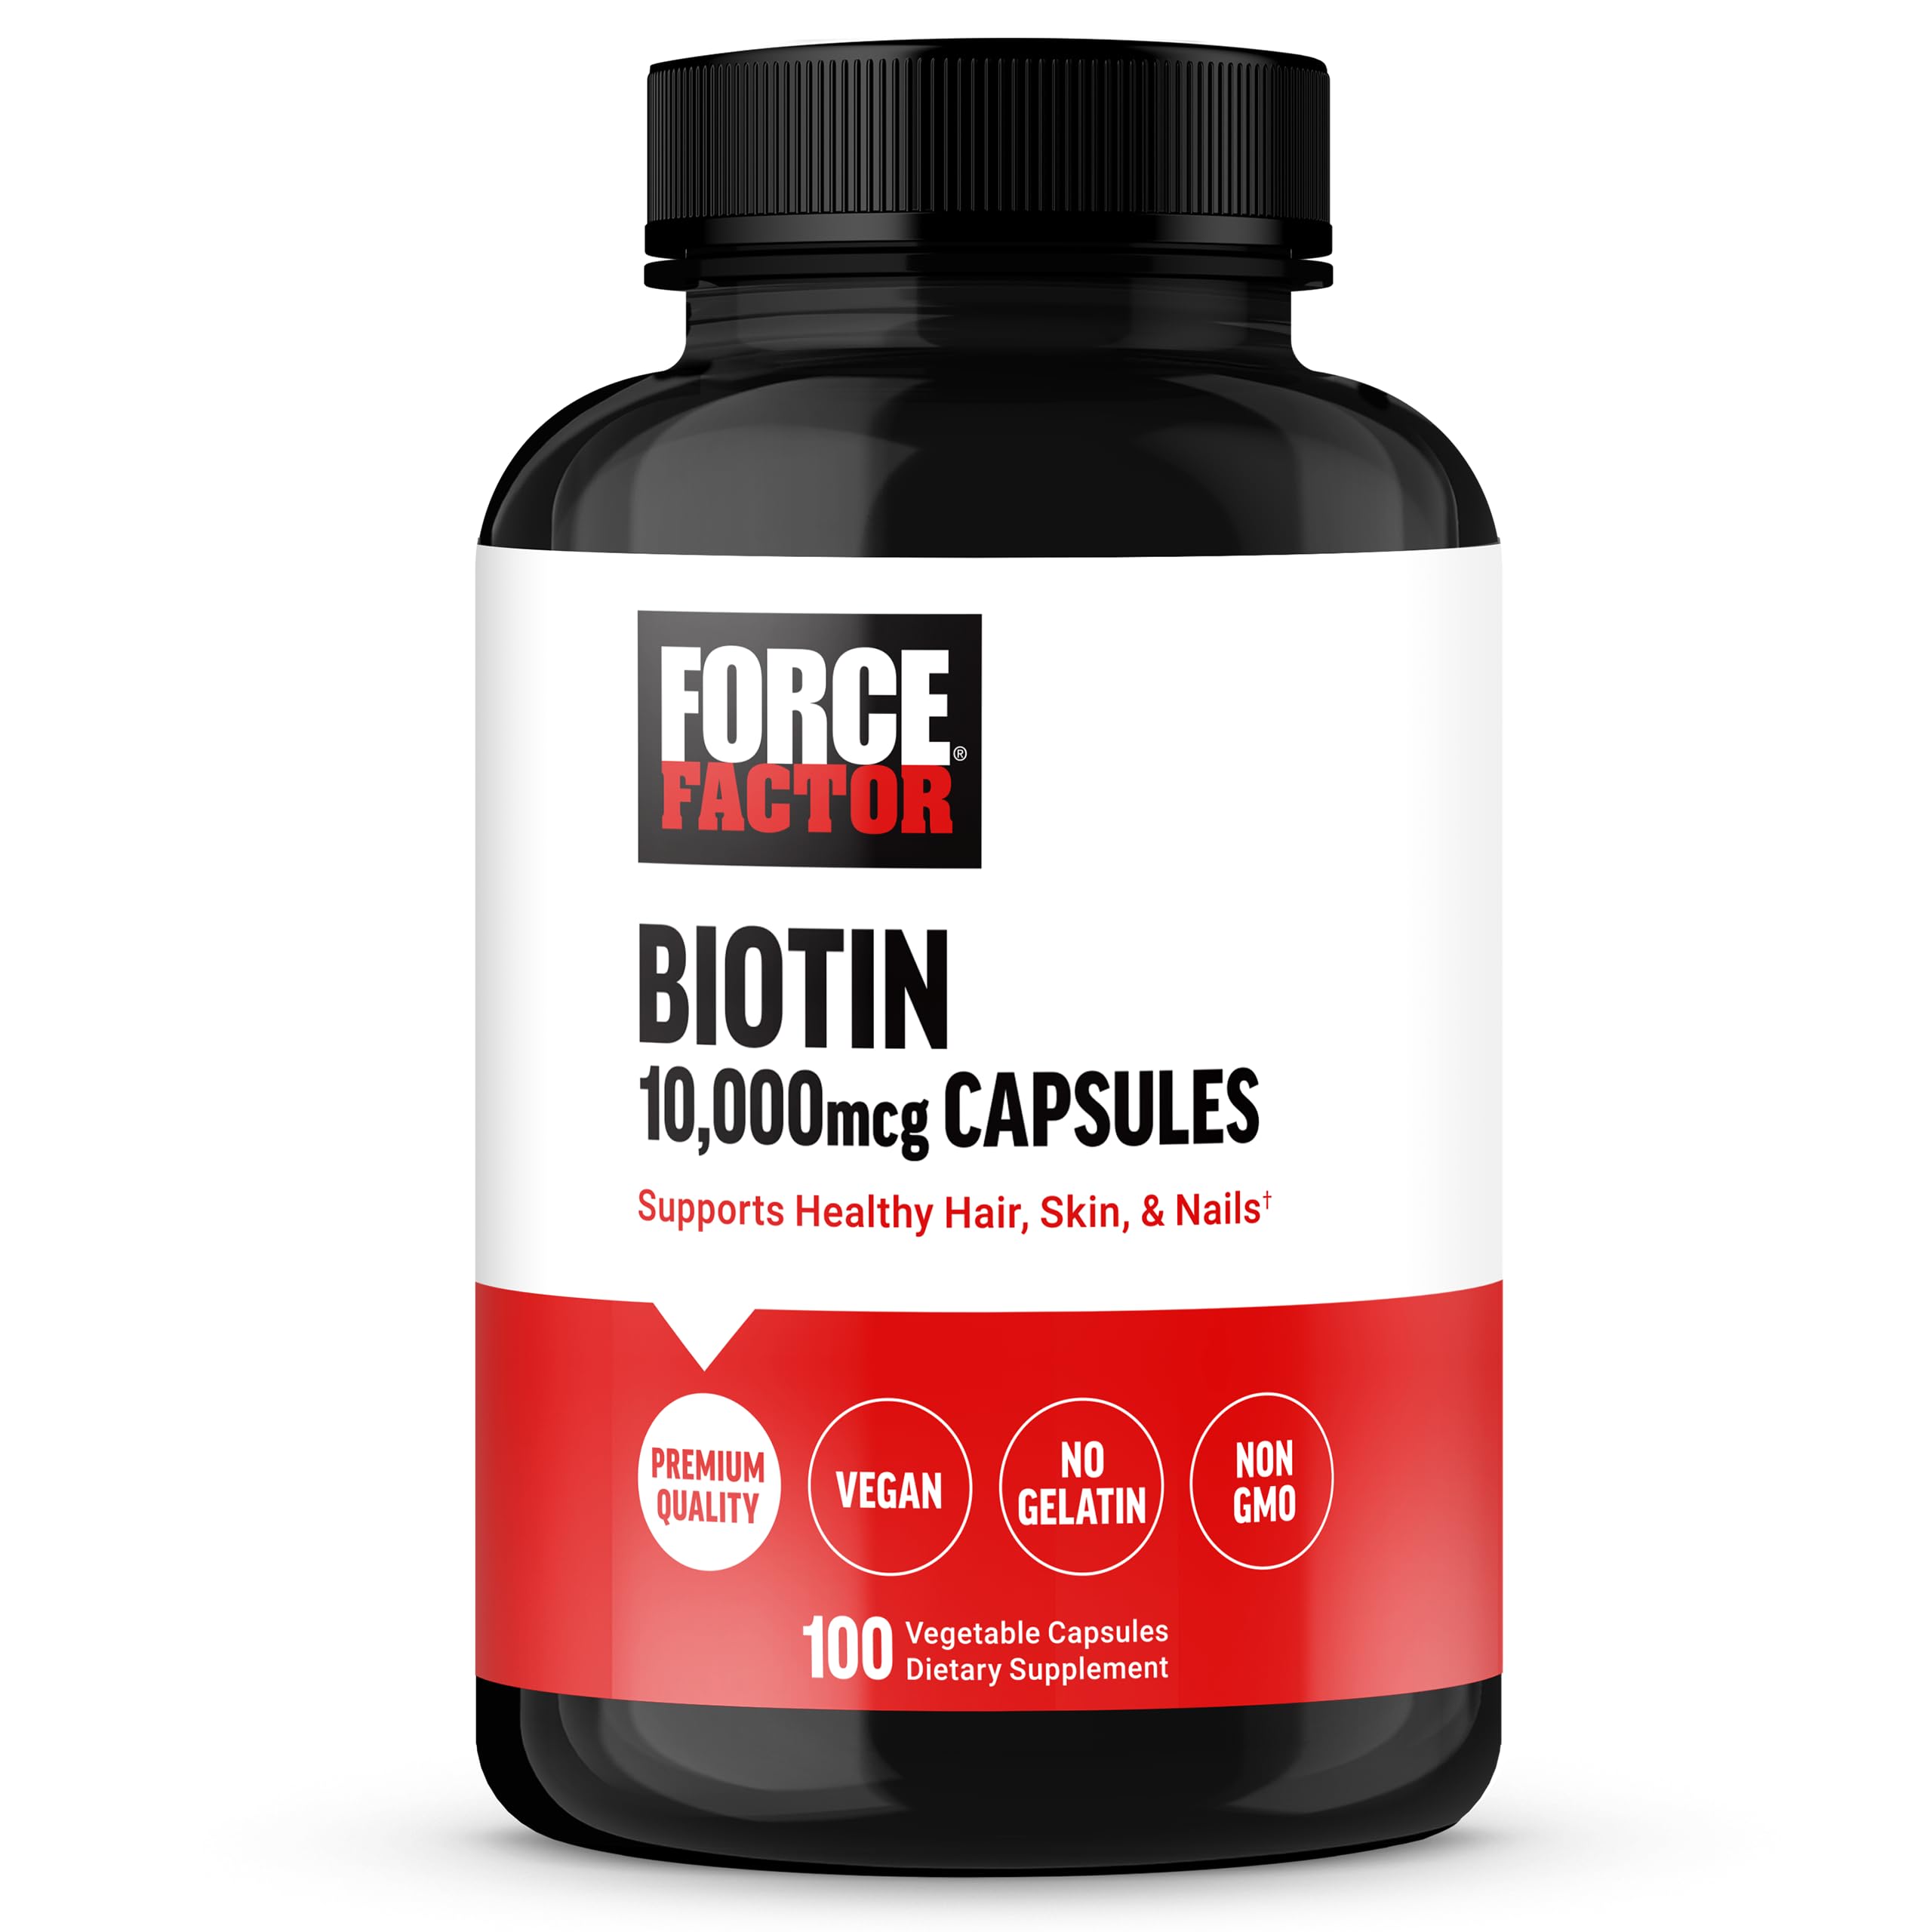 FORCE®
FACTOR
BIOTIN
10,000mcg CAPSULES
Supports Healthy Hair, Skin, & Nails†
PREMIUM
QUALITY
VEGAN
NO
GELATIN
NON
GMO
100 Vegetable Capsules
Dietary Supplement